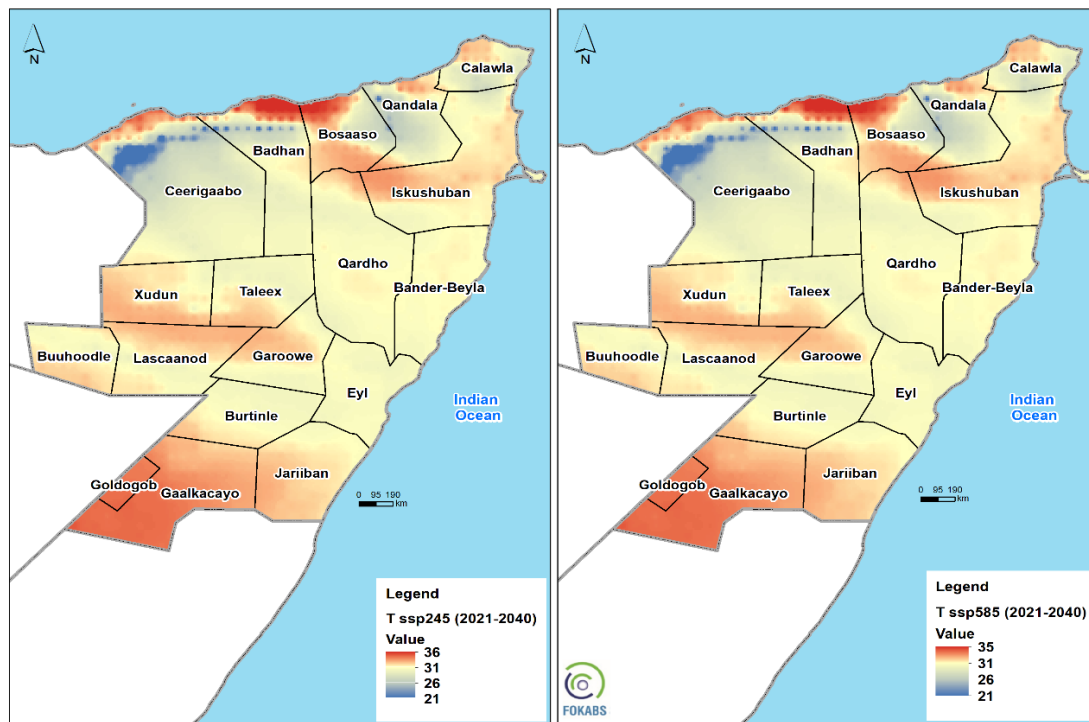 N
Calawla
Qandala
Bosaaso
Badhan
Ceerigaabo
Iskushuban
Qardho
Bander-Beyla
Xudun
Taleex
Buuhoodle
Lascaanod
Garoowe
Eyl
Indian
Ocean
Burtinle
Goldogob
Gaalkacayo
Jariiban
0 95 190
km
Legend
T ssp245 (2021-2040)
Value
36
31
26
21
N
Calawla
Qandala
Bosaaso
Badhan
Ceerigaabo
Iskushuban
Qardho
Bander-Beyla
Xudun
Taleex
Buuhoodle
Lascaanod
Garoowe
Eyl
Indian
Ocean
Burtinle
Goldogob
Gaalkacayo
Jariiban
0 95 190
km
Legend
T ssp585 (2021-2040)
Value
35
31
26
21
FOKABS